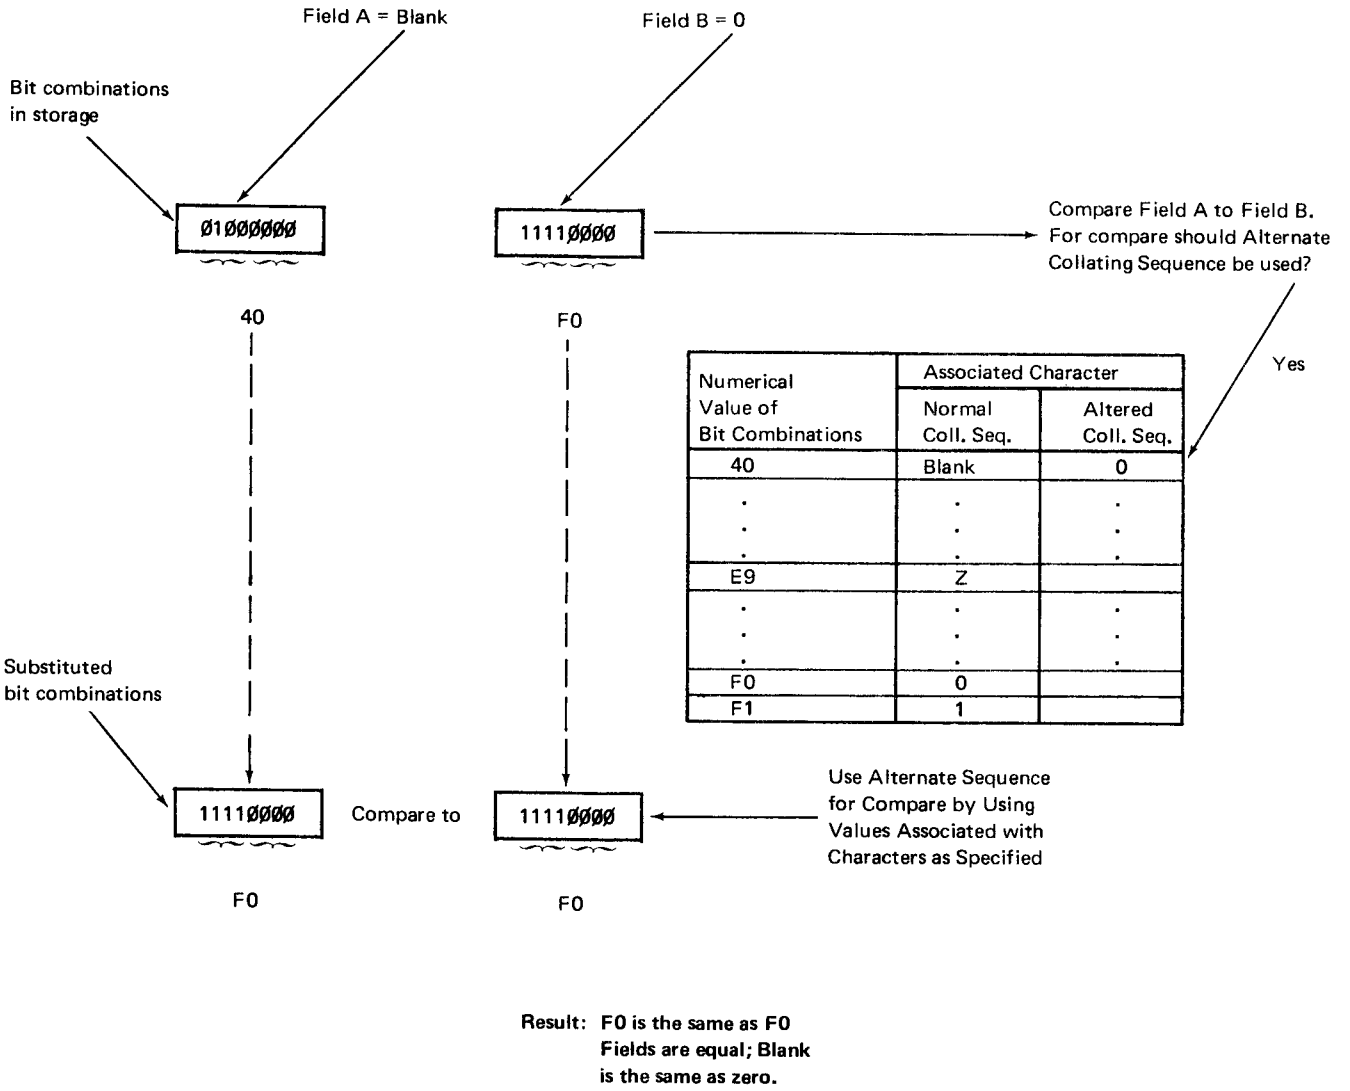 Field A = Blank
Field B = 0
Bit combinations
in storage
Ø1ØØØØØØ
1111ØØØØ
Compare Field A to Field B.
For compare should Alternate
Collating Sequence be used?
40
F0
Yes
Numerical
Value of
Bit Combinations
Associated Character
Normal
Coll. Seq.
Altered
Coll. Seq.
40 Blank 0
. . .
. . .
. . .
E9 Z
. . .
. . .
. . .
F0 0
F1 1
Substituted
bit combinations
1111ØØØØ
Compare to
1111ØØØØ
Use Alternate Sequence
for Compare by Using
Values Associated with
Characters as Specified
F0
F0
Result: F0 is the same as F0
Fields are equal; Blank
is the same as zero.